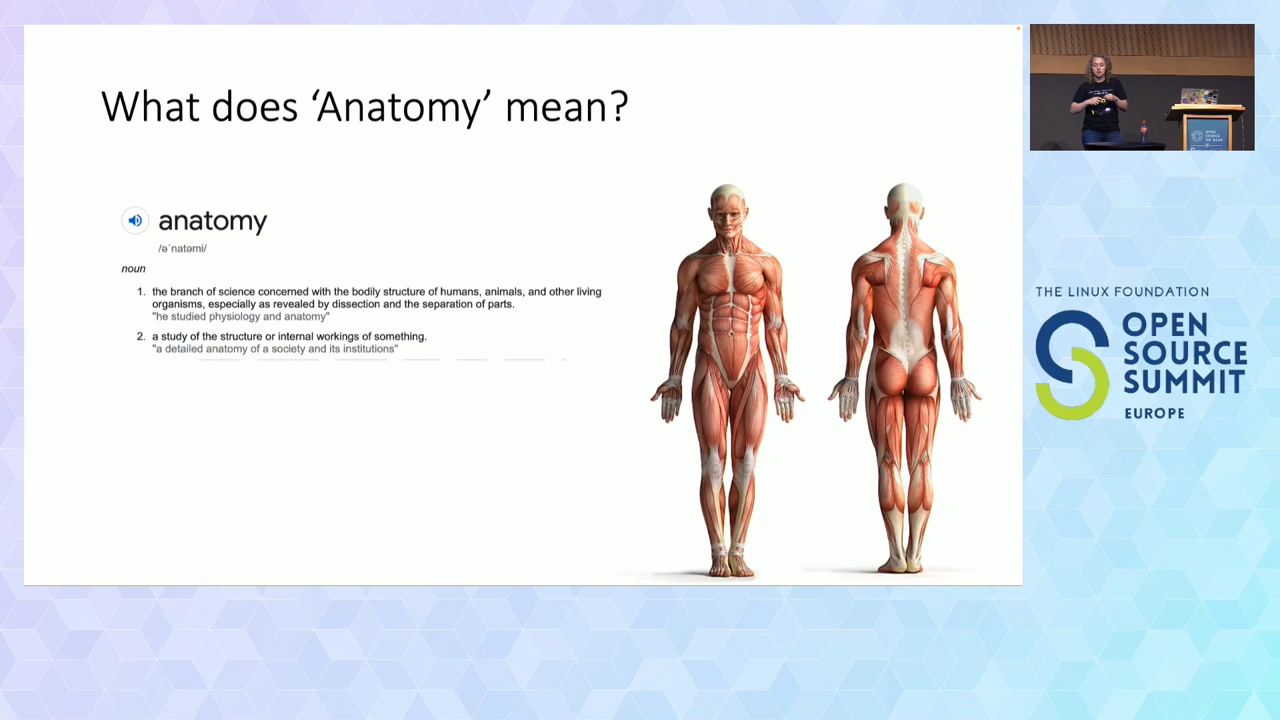 What does ‘Anatomy’ mean?
anatomy
/əˈnatəmi/
noun
1. the branch of science concerned with the bodily structure of humans, animals, and other living
organisms, especially as revealed by dissection and the separation of parts.
"he studied physiology and anatomy"
2. a study of the structure or internal workings of something.
"a detailed anatomy of a society and its institutions"
THE LINUX FOUNDATION
OPEN
SOURCE
SUMMIT
EUROPE